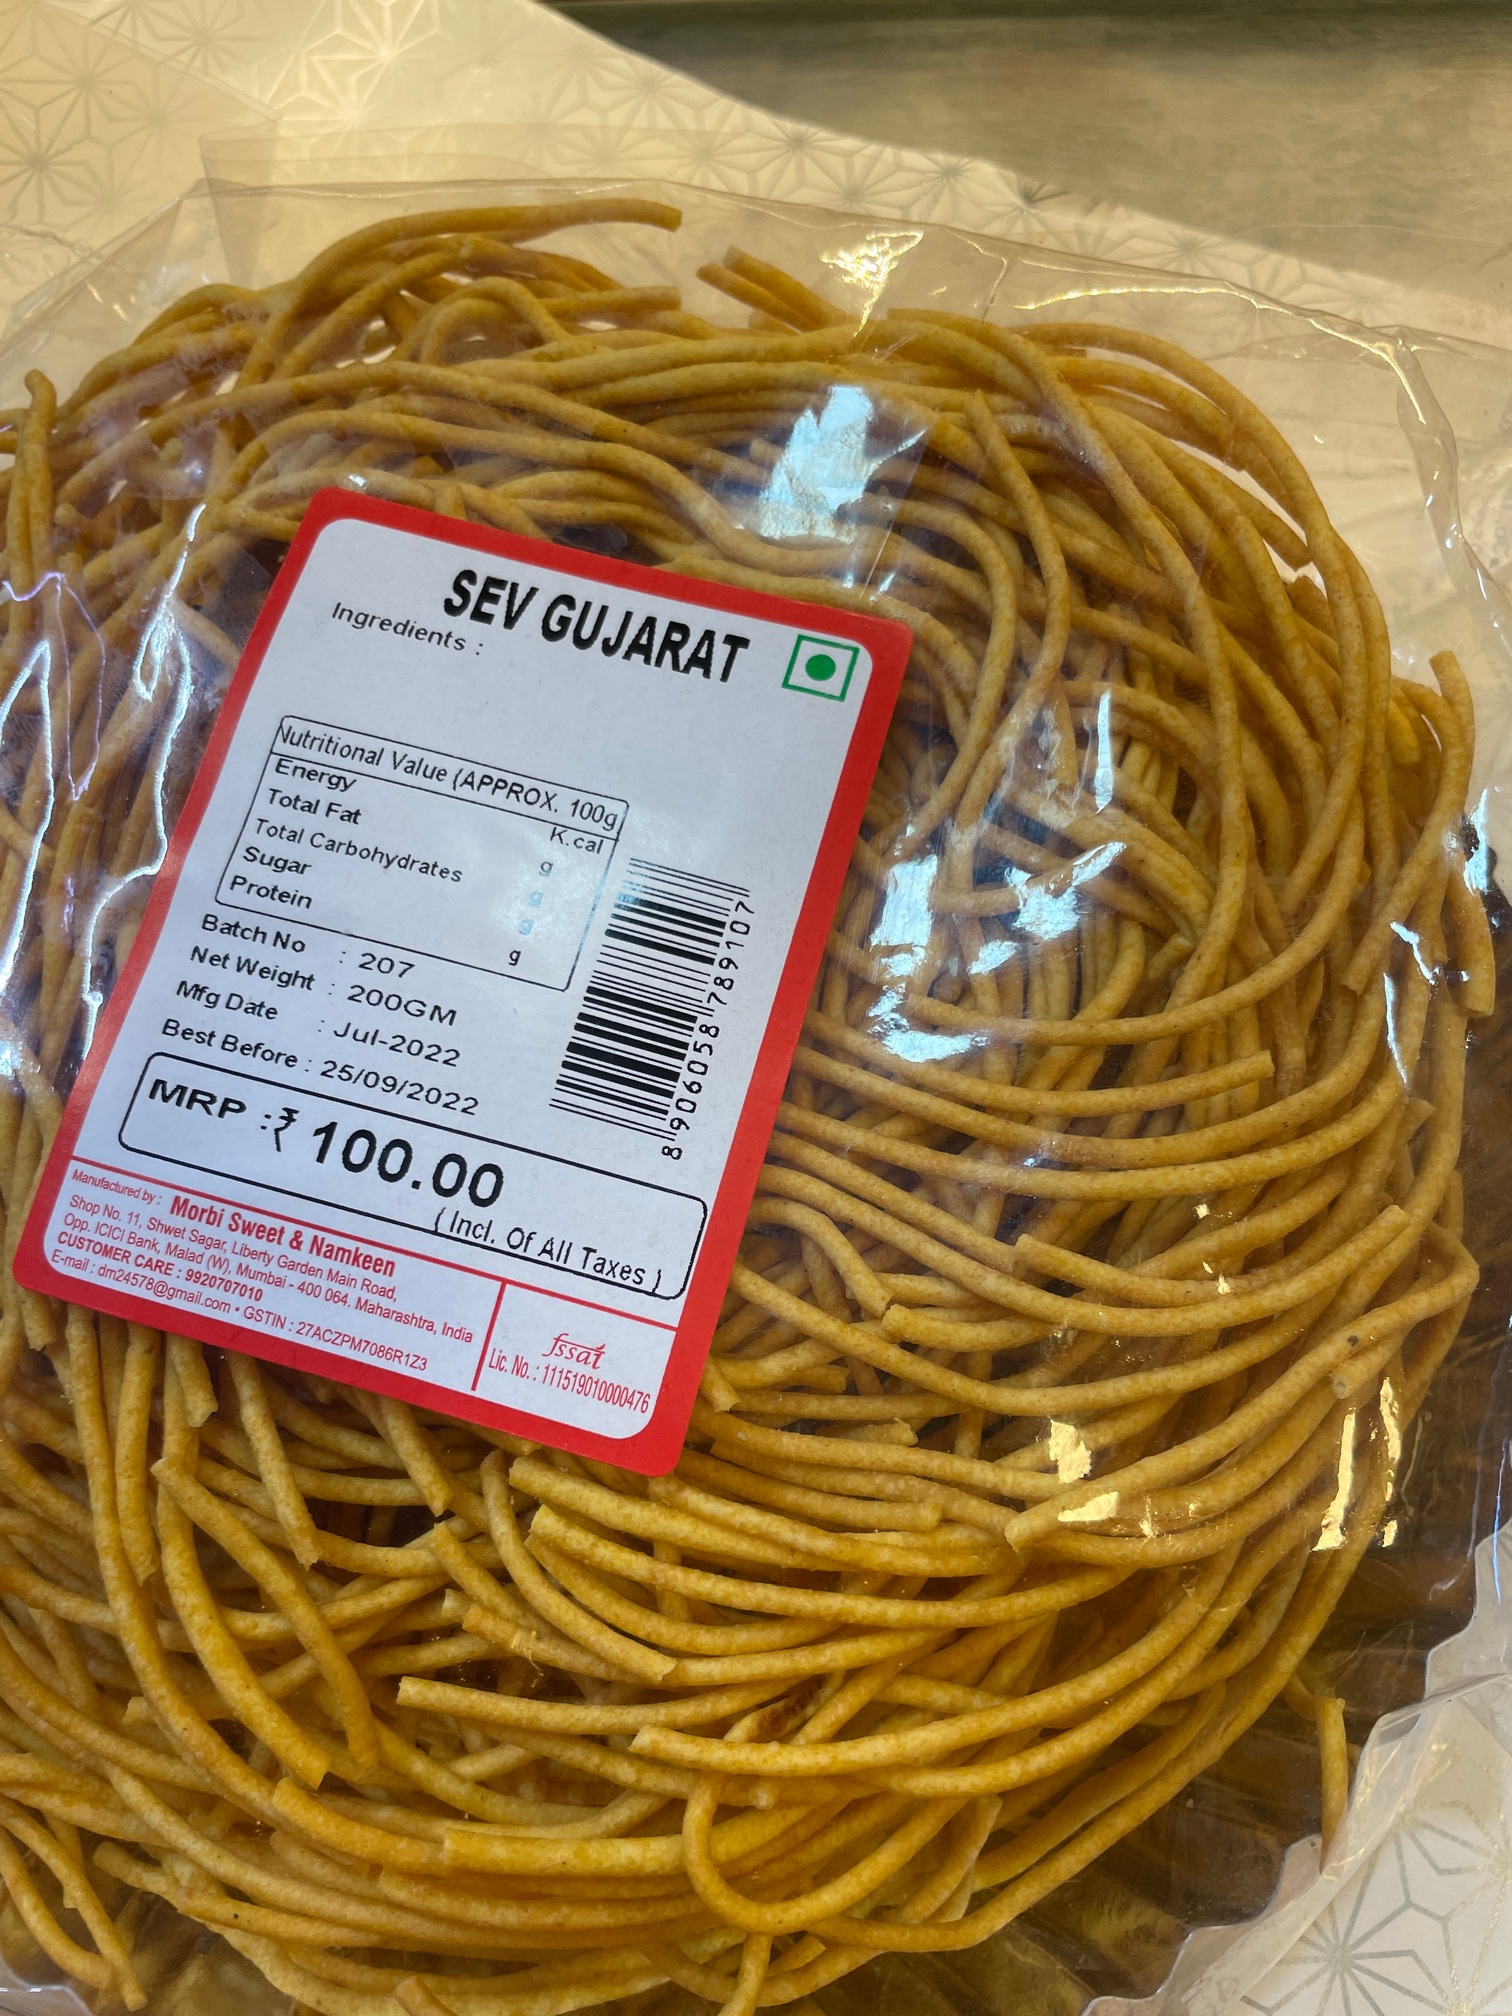 SEV GUJARAT
Ingredients :
Nutritional Value (APPROX. 100g
Energy K.cal
Total Fat g
Total Carbohydrates g
Sugar g
Protein g
Batch No : 207
Net Weight : 200GM
Mfg Date : Jul-2022
Best Before : 25/09/2022
MRP :₹ 100.00
( Incl. Of All Taxes )
8906058789107
Manufactured by : Morbi Sweet & Namkeen
Shop No. 11, Shwet Sagar, Liberty Garden Main Road,
Opp. ICICI Bank, Malad (W), Mumbai - 400 064. Maharashtra, India
CUSTOMER CARE : 9920707010
E-mail : dm24578@gmail.com • GSTIN : 27ACZPM7086R1Z3
fssai
Lic. No. : 11151901000476